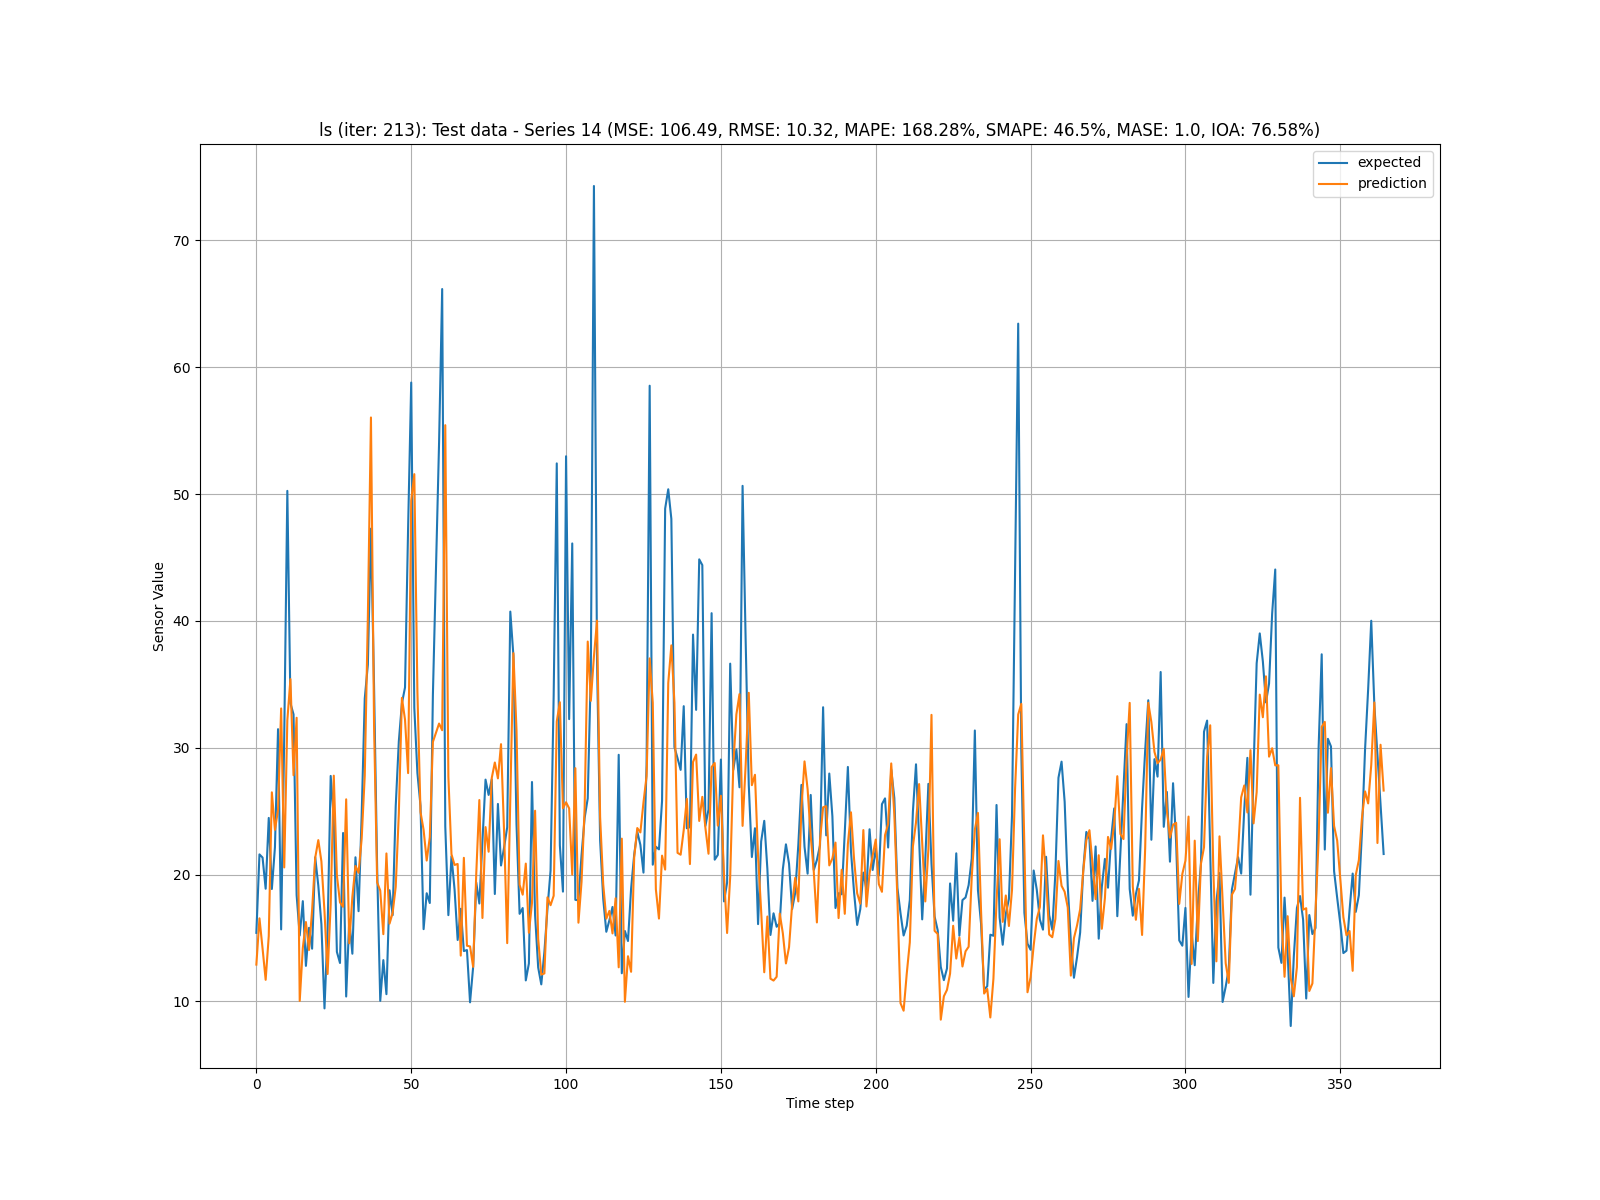 ls (iter: 213): Test data - Series 14 (MSE: 106.49, RMSE: 10.32, MAPE: 168.28%, SMAPE: 46.5%, MASE: 1.0, IOA: 76.58%)
expected
prediction
70
60
50
40
30
20
10
Sensor Value
0 50 100 150 200 250 300 350
Time step